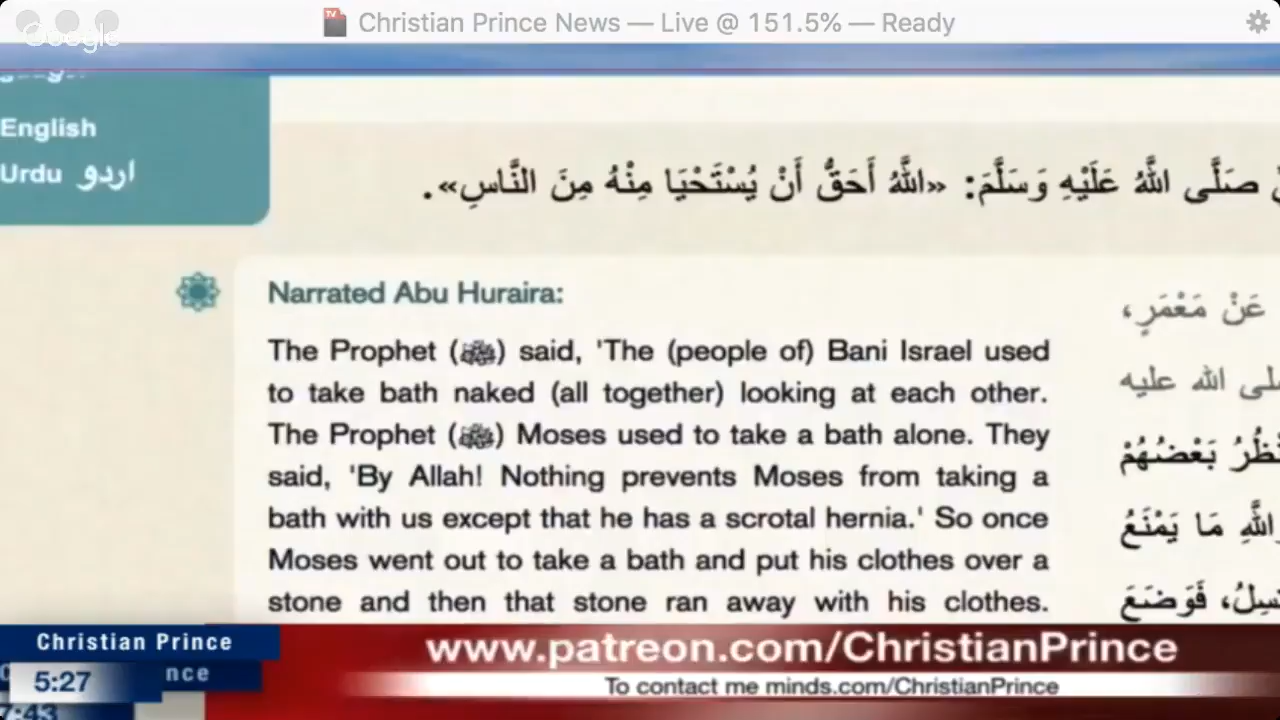 Christian Prince News — Live @ 151.5% — Ready
Google
English
Urdu اردو
صَلَّى اللَّهُ عَلَيْهِ وَسَلَّمَ: «اللَّهُ أَحَقُّ أَنْ يُسْتَحْيَا مِنْهُ مِنَ النَّاسِ».
Narrated Abu Huraira:
The Prophet (ﷺ) said, 'The (people of) Bani Israel used
to take bath naked (all together) looking at each other.
The Prophet (ﷺ) Moses used to take a bath alone. They
said, 'By Allah! Nothing prevents Moses from taking a
bath with us except that he has a scrotal hernia.' So once
Moses went out to take a bath and put his clothes over a
stone and then that stone ran away with his clothes.
عَنْ مَعْمَرٍ،
الله عليه
بَعْضُهُمْ
مَا يَمْنَعُ
فَوَضَعَ
Christian Prince
5:27
7:43
www.patreon.com/ChristianPrince
To contact me minds.com/ChristianPrince